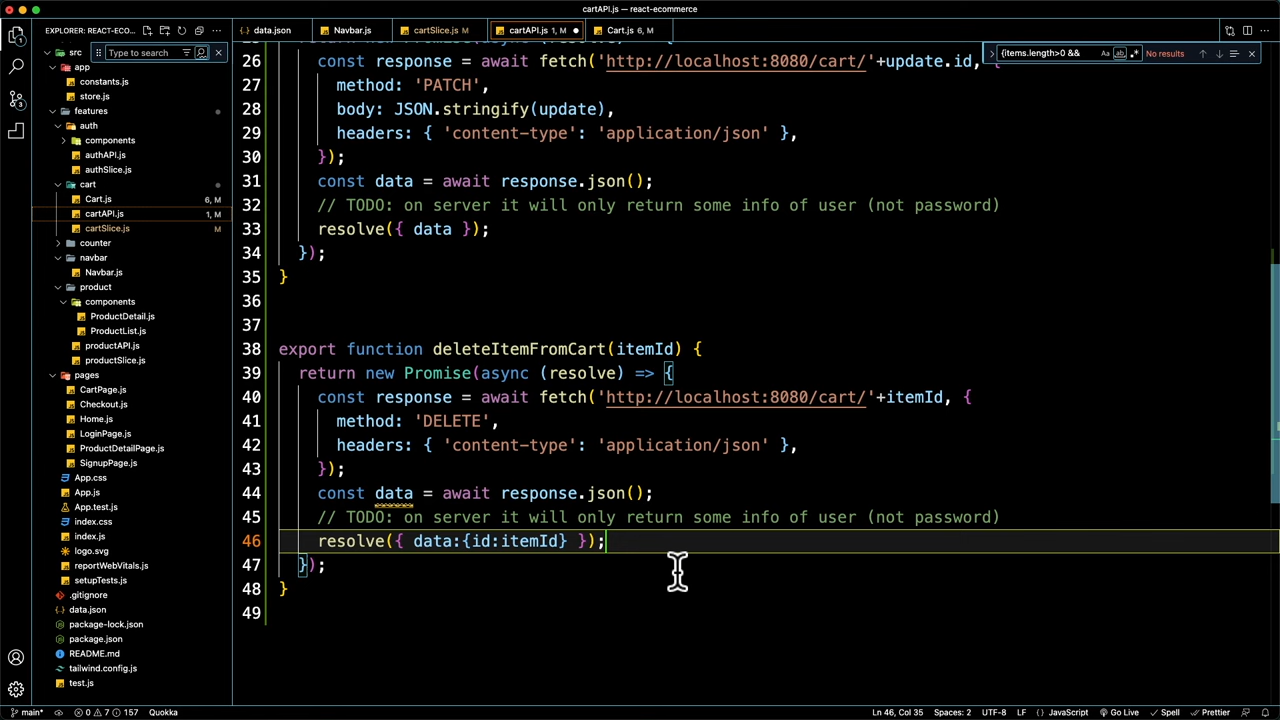 cartAPI.js — react-ecommerce
EXPLORER: REACT-ECO...
data.json
Navbar.js
cartSlice.js M
cartAPI.js 1, M
Cart.js 6, M
src
Type to search
{items.length>0 &&
Aa
ab
.*
No results
app
constants.js
store.js
features
auth
components
authAPI.js
authSlice.js
cart
Cart.js 6, M
cartAPI.js 1, M
cartSlice.js M
counter
navbar
Navbar.js
product
components
ProductDetail.js
ProductList.js
productAPI.js
productSlice.js
pages
CartPage.js
Checkout.js
Home.js
LoginPage.js
ProductDetailPage.js
SignupPage.js
App.css
App.js
App.test.js
index.css
index.js
logo.svg
reportWebVitals.js
setupTests.js
.gitignore
data.json
package-lock.json
package.json
README.md
tailwind.config.js
test.js
26 const response = await fetch('http://localhost:8080/cart/'+update.id, {
27 method: 'PATCH',
28 body: JSON.stringify(update),
29 headers: { 'content-type': 'application/json' },
30 });
31 const data = await response.json();
32 // TODO: on server it will only return some info of user (not password)
33 resolve({ data });
34 });
35 }
36
37
38 export function deleteItemFromCart(itemId) {
39 return new Promise(async (resolve) => {
40 const response = await fetch('http://localhost:8080/cart/'+itemId, {
41 method: 'DELETE',
42 headers: { 'content-type': 'application/json' },
43 });
44 const data = await response.json();
45 // TODO: on server it will only return some info of user (not password)
46 resolve({ data:{id:itemId} });
47 });
48 }
49
main* 0 7 157 Quokka
Ln 46, Col 35 Spaces: 2 UTF-8 LF {} JavaScript Go Live Spell Prettier